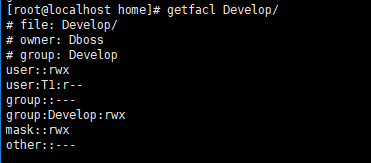 [root@localhost home]# getfacl Develop/
# file: Develop/
# owner: Dboss
# group: Develop
user::rwx
user:T1:r--
group::---
group:Develop:rwx
mask::rwx
other::---